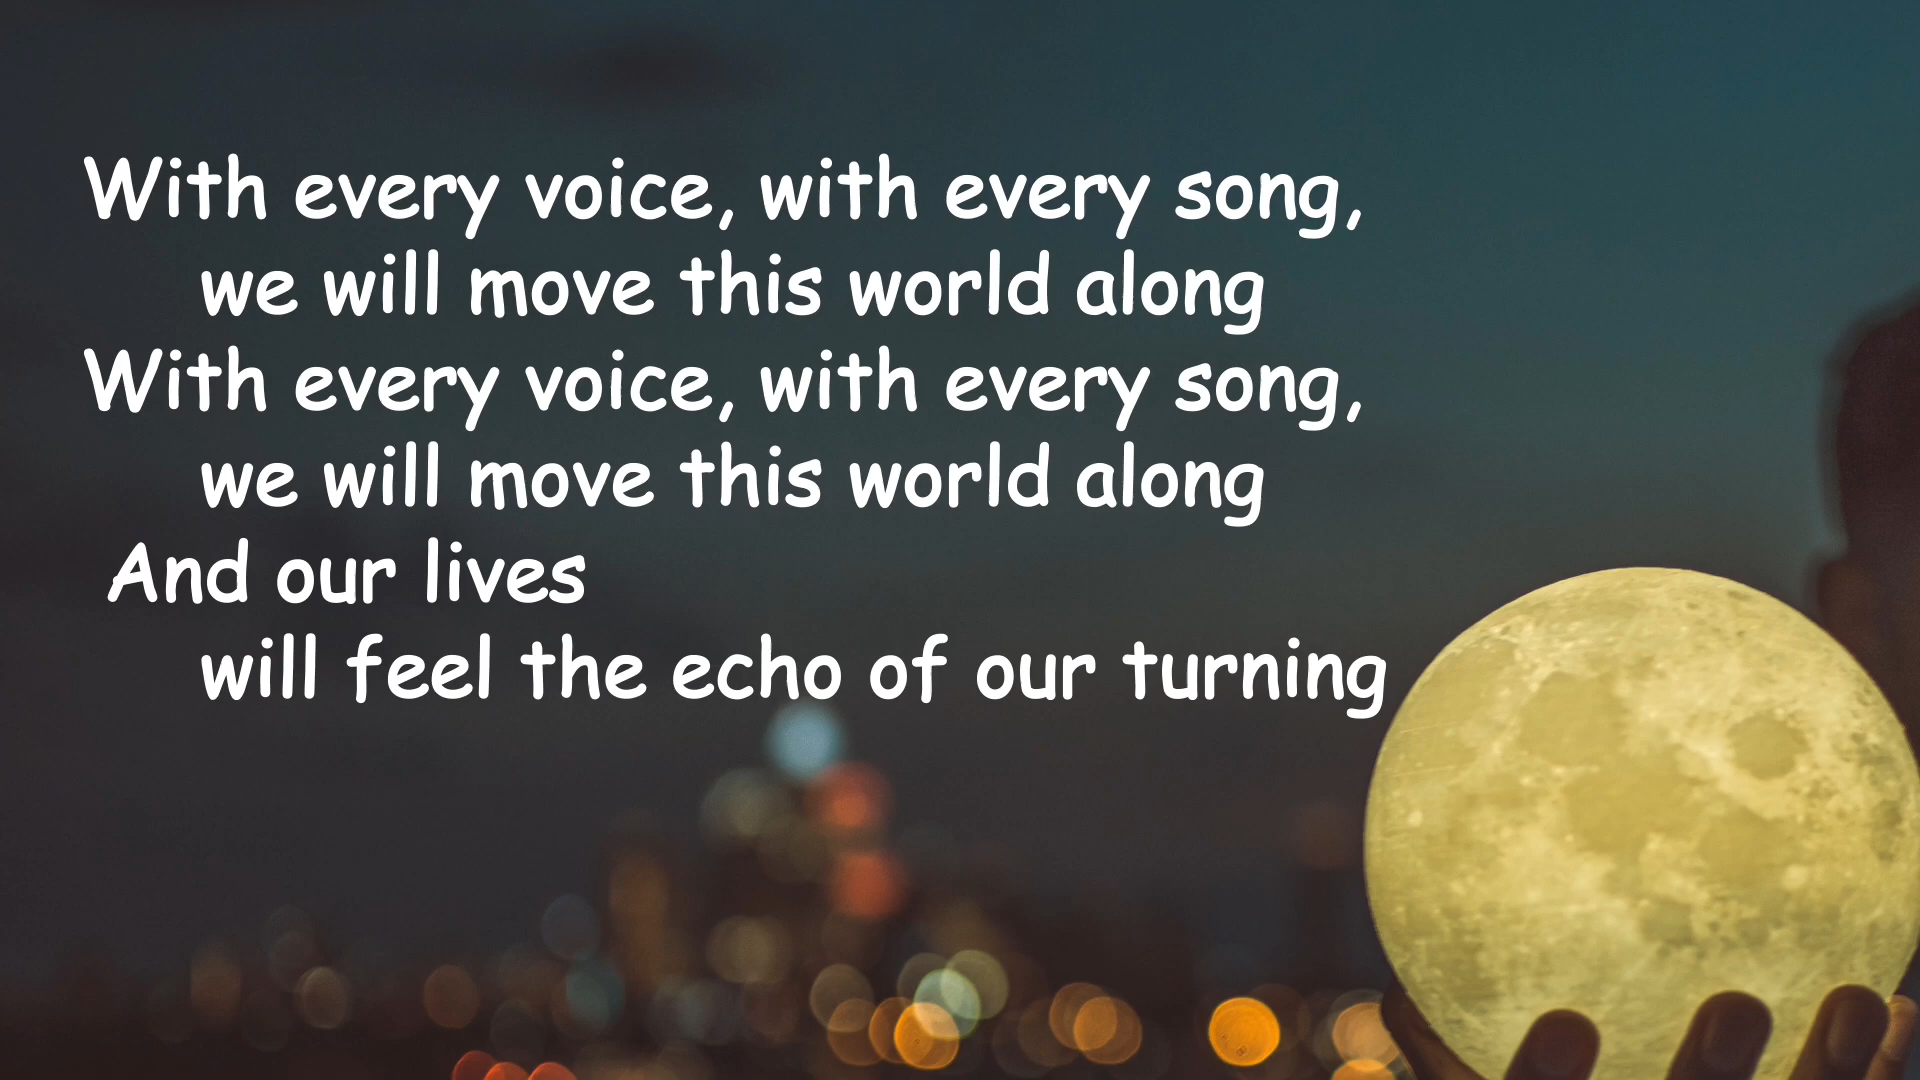 With every voice, with every song,
we will move this world along
With every voice, with every song,
we will move this world along
And our lives
will feel the echo of our turning